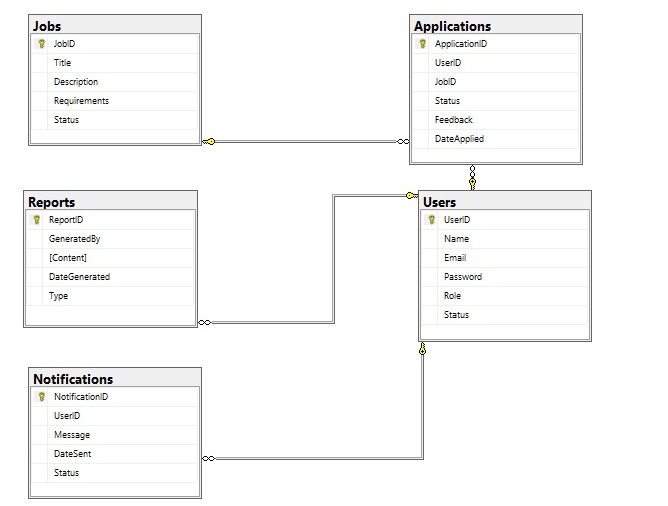 Jobs
JobID
Title
Description
Requirements
Status
Applications
ApplicationID
UserID
JobID
Status
Feedback
DateApplied
Reports
ReportID
GeneratedBy
[Content]
DateGenerated
Type
Users
UserID
Name
Email
Password
Role
Status
Notifications
NotificationID
UserID
Message
DateSent
Status